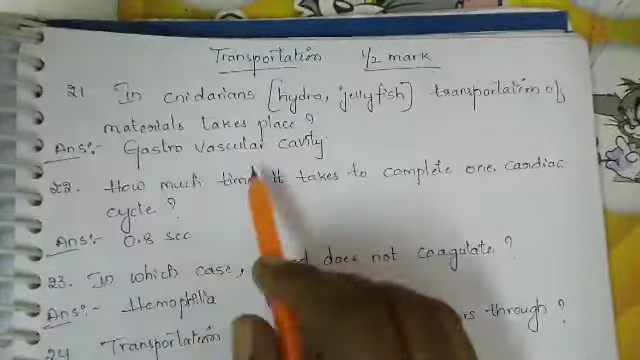 Transportation 1/2 mark
21. In cnidarians [hydra, jellyfish] transportation of
materials takes place?
Ans:- Gastro vascular cavity.
22. How much time it takes to complete one cardiac
cycle?
Ans:- 0.8 sec
23. In which case, does not coagulate?
Ans:- Hemophilia
24 Transportation through?